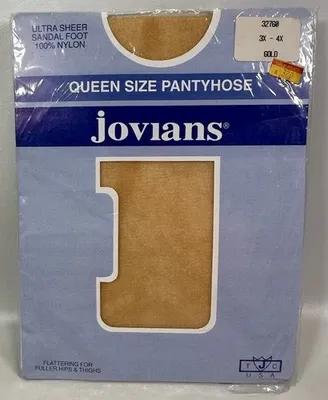 ULTRA SHEER
SANDAL FOOT
100% NYLON
32760
3X - 4X
GOLD
QUEEN SIZE PANTYHOSE
jovians®
FLATTERING FOR
FULLER HIPS & THIGHS
T J C
U S A